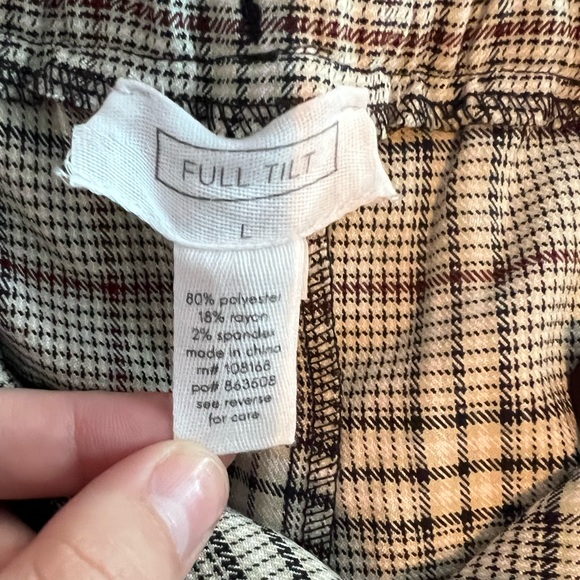 FULL TILT
L
80% polyester
18% rayon
2% spandex
made in china
rn# 108168
po# 863608
see reverse
for care